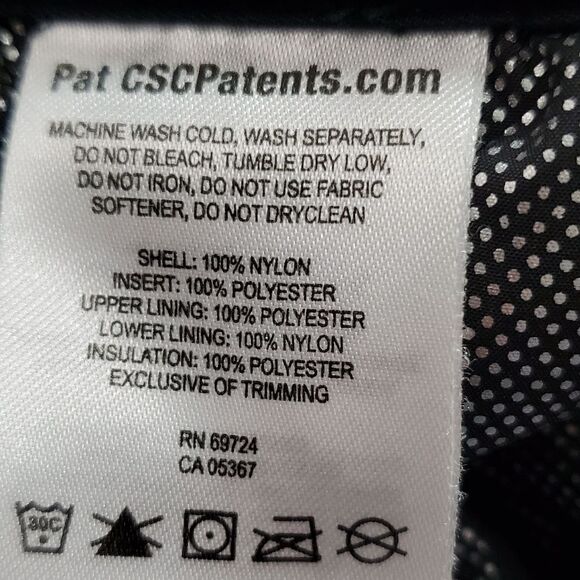 Pat CSCPatents.com
MACHINE WASH COLD, WASH SEPARATELY,
DO NOT BLEACH, TUMBLE DRY LOW,
DO NOT IRON, DO NOT USE FABRIC
SOFTENER, DO NOT DRYCLEAN
SHELL: 100% NYLON
INSERT: 100% POLYESTER
UPPER LINING: 100% POLYESTER
LOWER LINING: 100% NYLON
INSULATION: 100% POLYESTER
EXCLUSIVE OF TRIMMING
RN 69724
CA 05367
30C